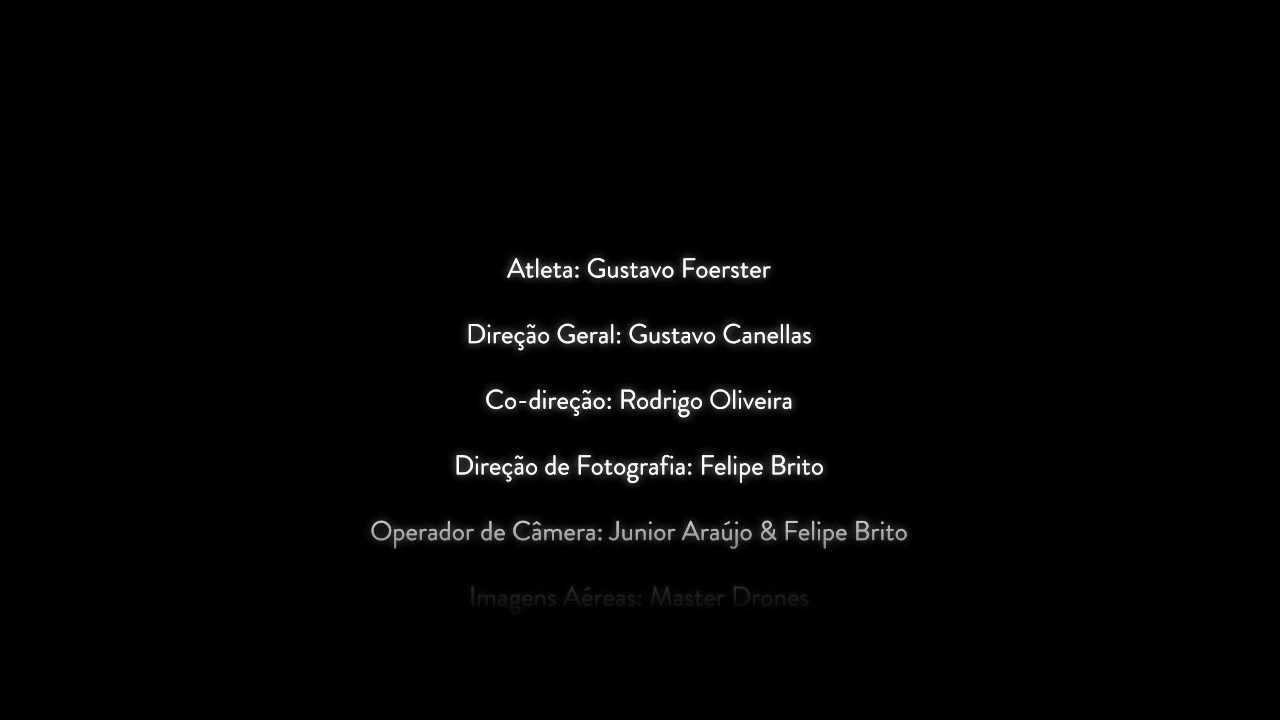 Atleta: Gustavo Foerster
Direção Geral: Gustavo Canellas
Co-direção: Rodrigo Oliveira
Direção de Fotografia: Felipe Brito
Operador de Câmera: Junior Araújo & Felipe Brito
Imagens Aéreas: Master Drones